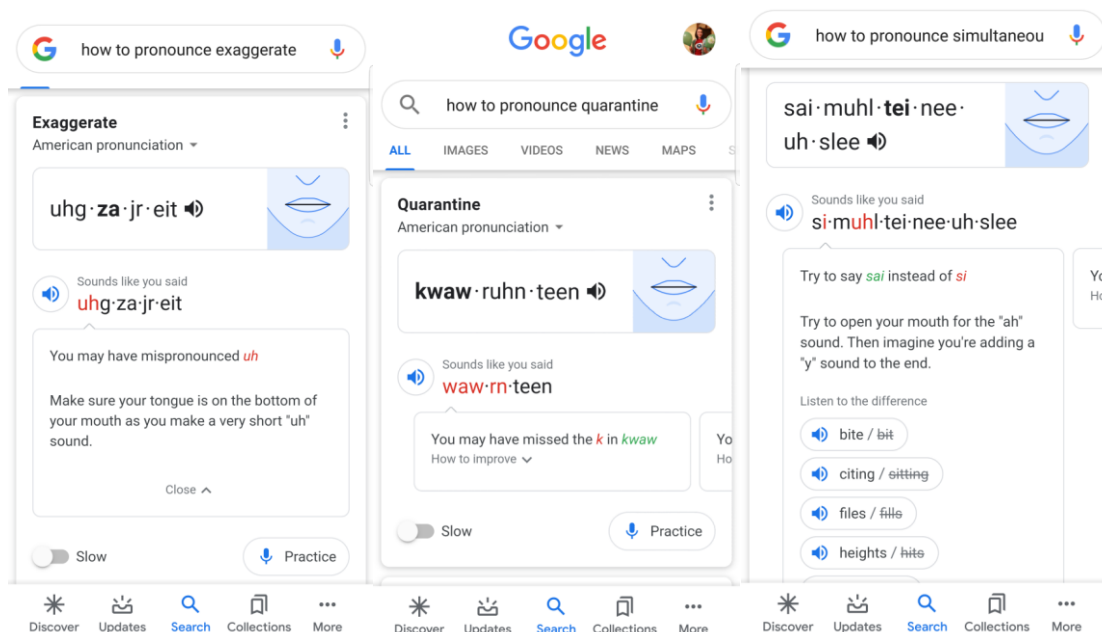 how to pronounce exaggerate
Exaggerate
American pronunciation
uhg·za·jr·eit
Sounds like you said
uhg·za·jr·eit
You may have mispronounced uh
Make sure your tongue is on the bottom of
your mouth as you make a very short "uh"
sound.
Close
Slow
Practice
Discover Updates Search Collections More
Google
how to pronounce quarantine
ALL IMAGES VIDEOS NEWS MAPS S
Quarantine
American pronunciation
kwaw·ruhn·teen
Sounds like you said
waw·rn·teen
You may have missed the k in kwaw
How to improve
Yo
Ho
Slow
Practice
Discover Updates Search Collections More
how to pronounce simultaneou
sai·muhl·tei·nee·
uh·slee
Sounds like you said
si·muhl·tei·nee·uh·slee
Try to say sai instead of si
Try to open your mouth for the "ah"
sound. Then imagine you're adding a
"y" sound to the end.
Listen to the difference
bite / bit
citing / sitting
files / fills
heights / hits
Yo
Ho
Discover Updates Search Collections More